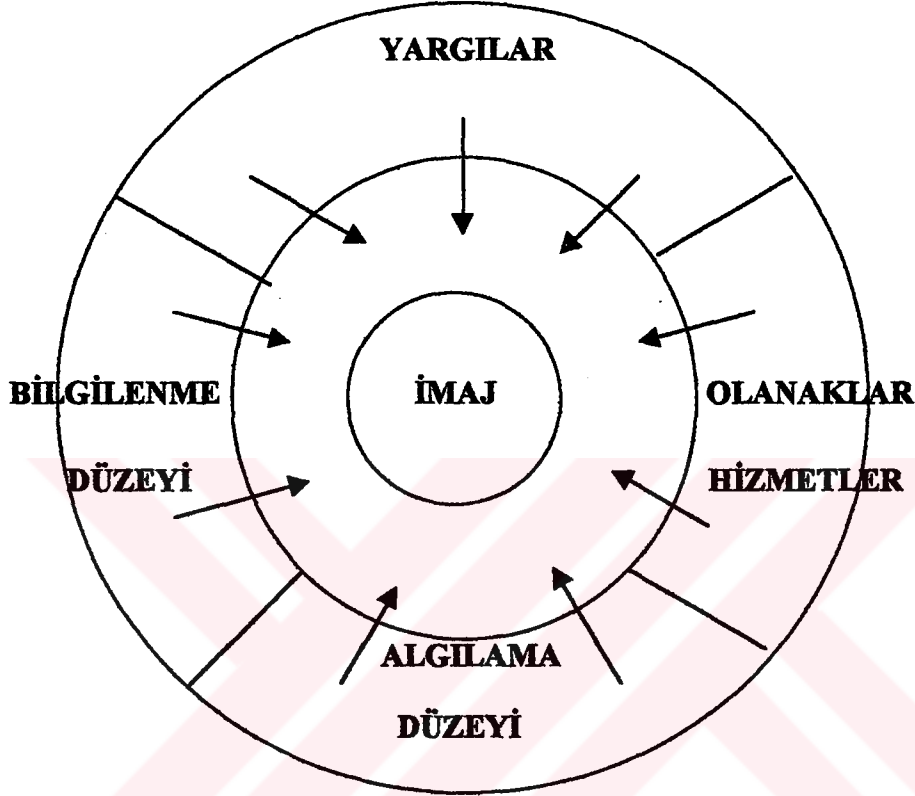 YARGILAR
BİLGİLENME
DÜZEYİ
İMAJ
OLANAKLAR
HİZMETLER
ALGILAMA
DÜZEYİ